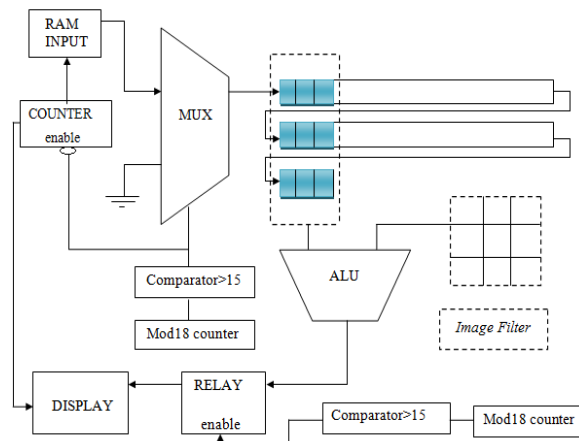 RAM
INPUT
MUX
COUNTER
enable
ALU
Comparator>15
Image Filter
Mod18 counter
RELAY
DISPLAY
enable
Comparator>15
Mod18 counter